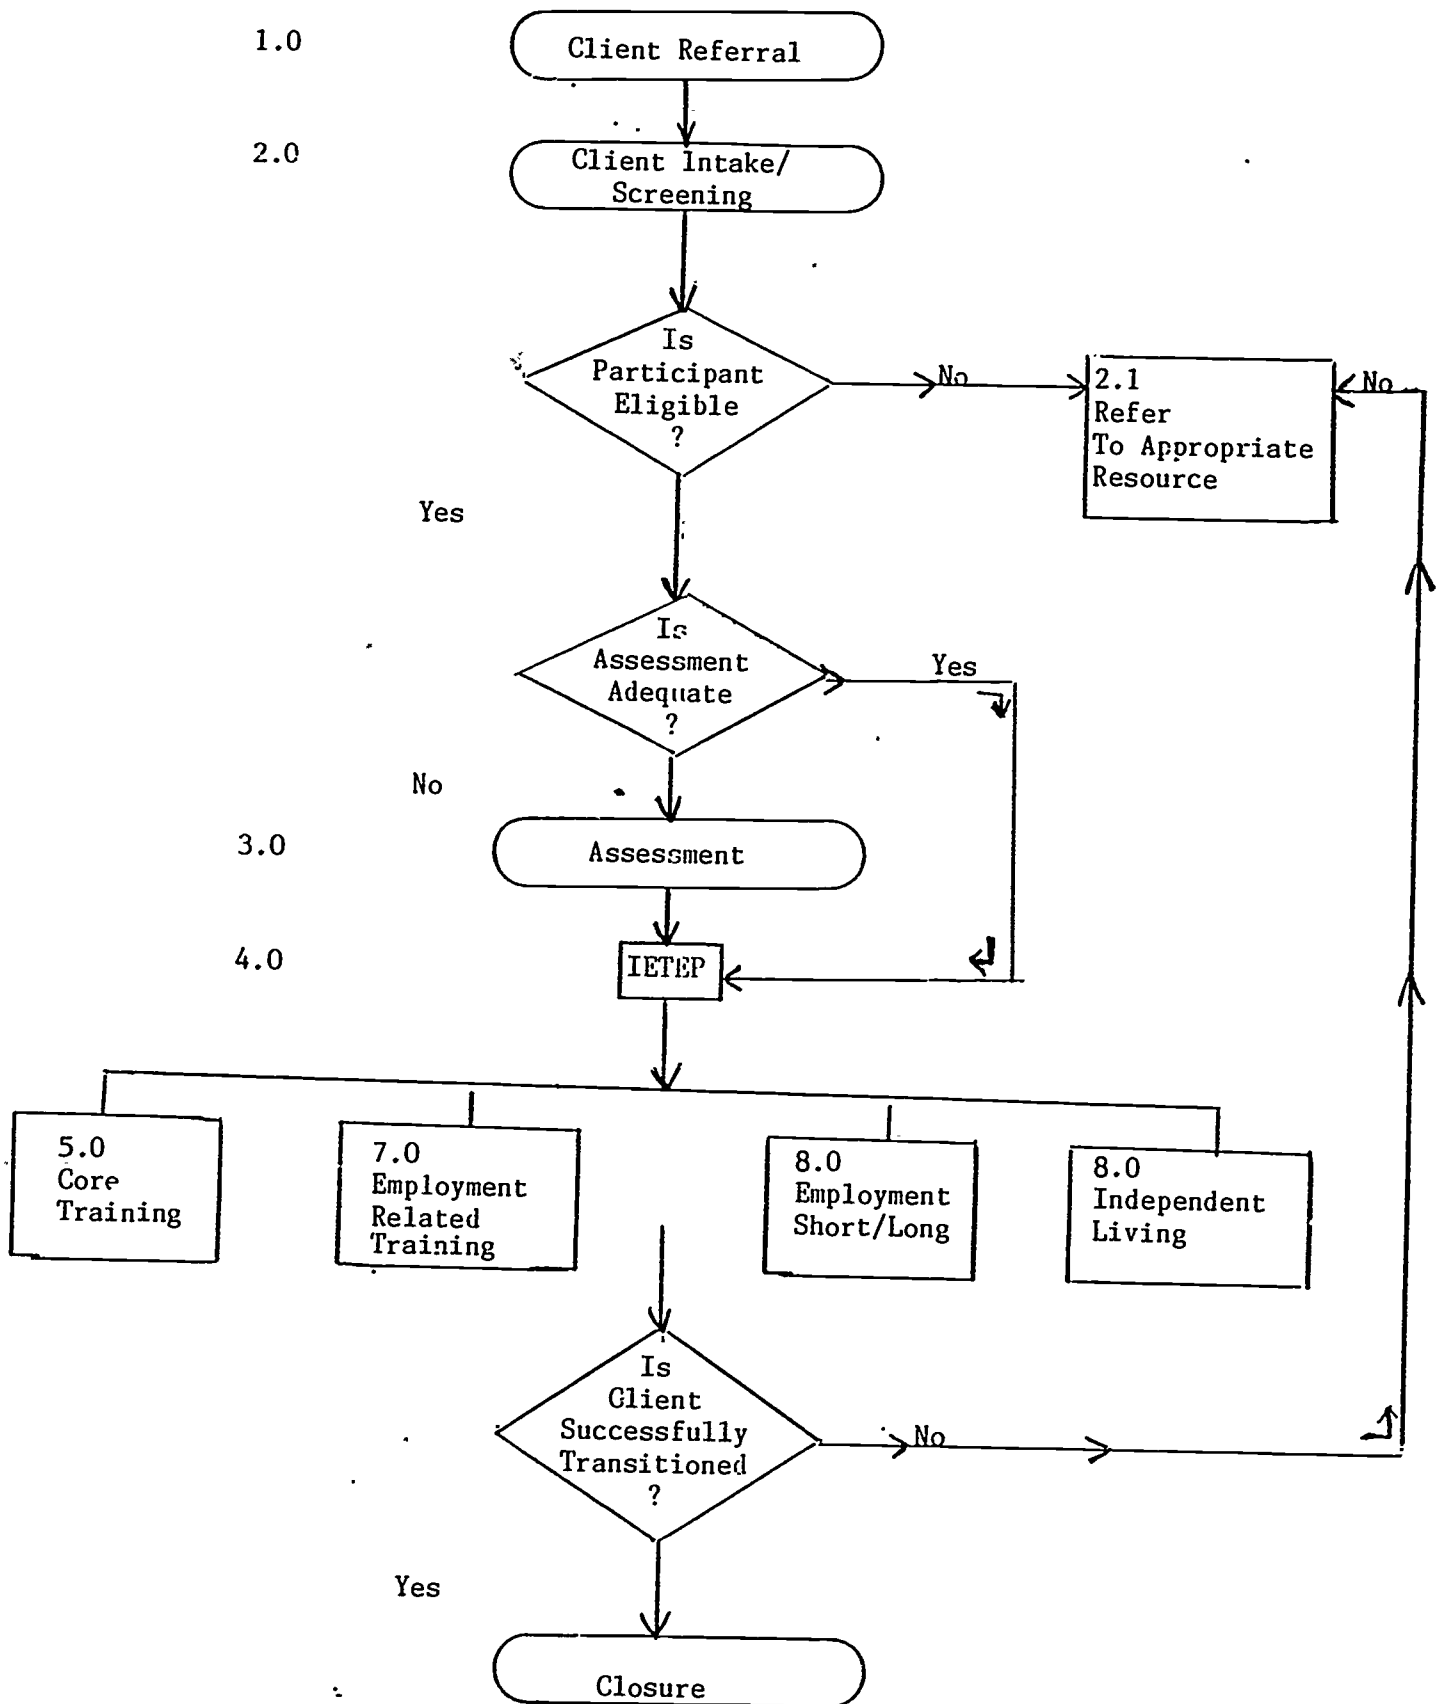 1.0
Client Referral
2.0
Client Intake/
Screening
Is
Participant
Eligible
?
No
2.1
Refer
To Appropriate
Resource
No
Yes
Is
Assessment
Adequate
?
Yes
No
3.0
Assessment
4.0
IETEP
5.0
Core
Training
7.0
Employment
Related
Training
8.0
Employment
Short/Long
8.0
Independent
Living
Is
Client
Successfully
Transitioned
?
No
Yes
Closure